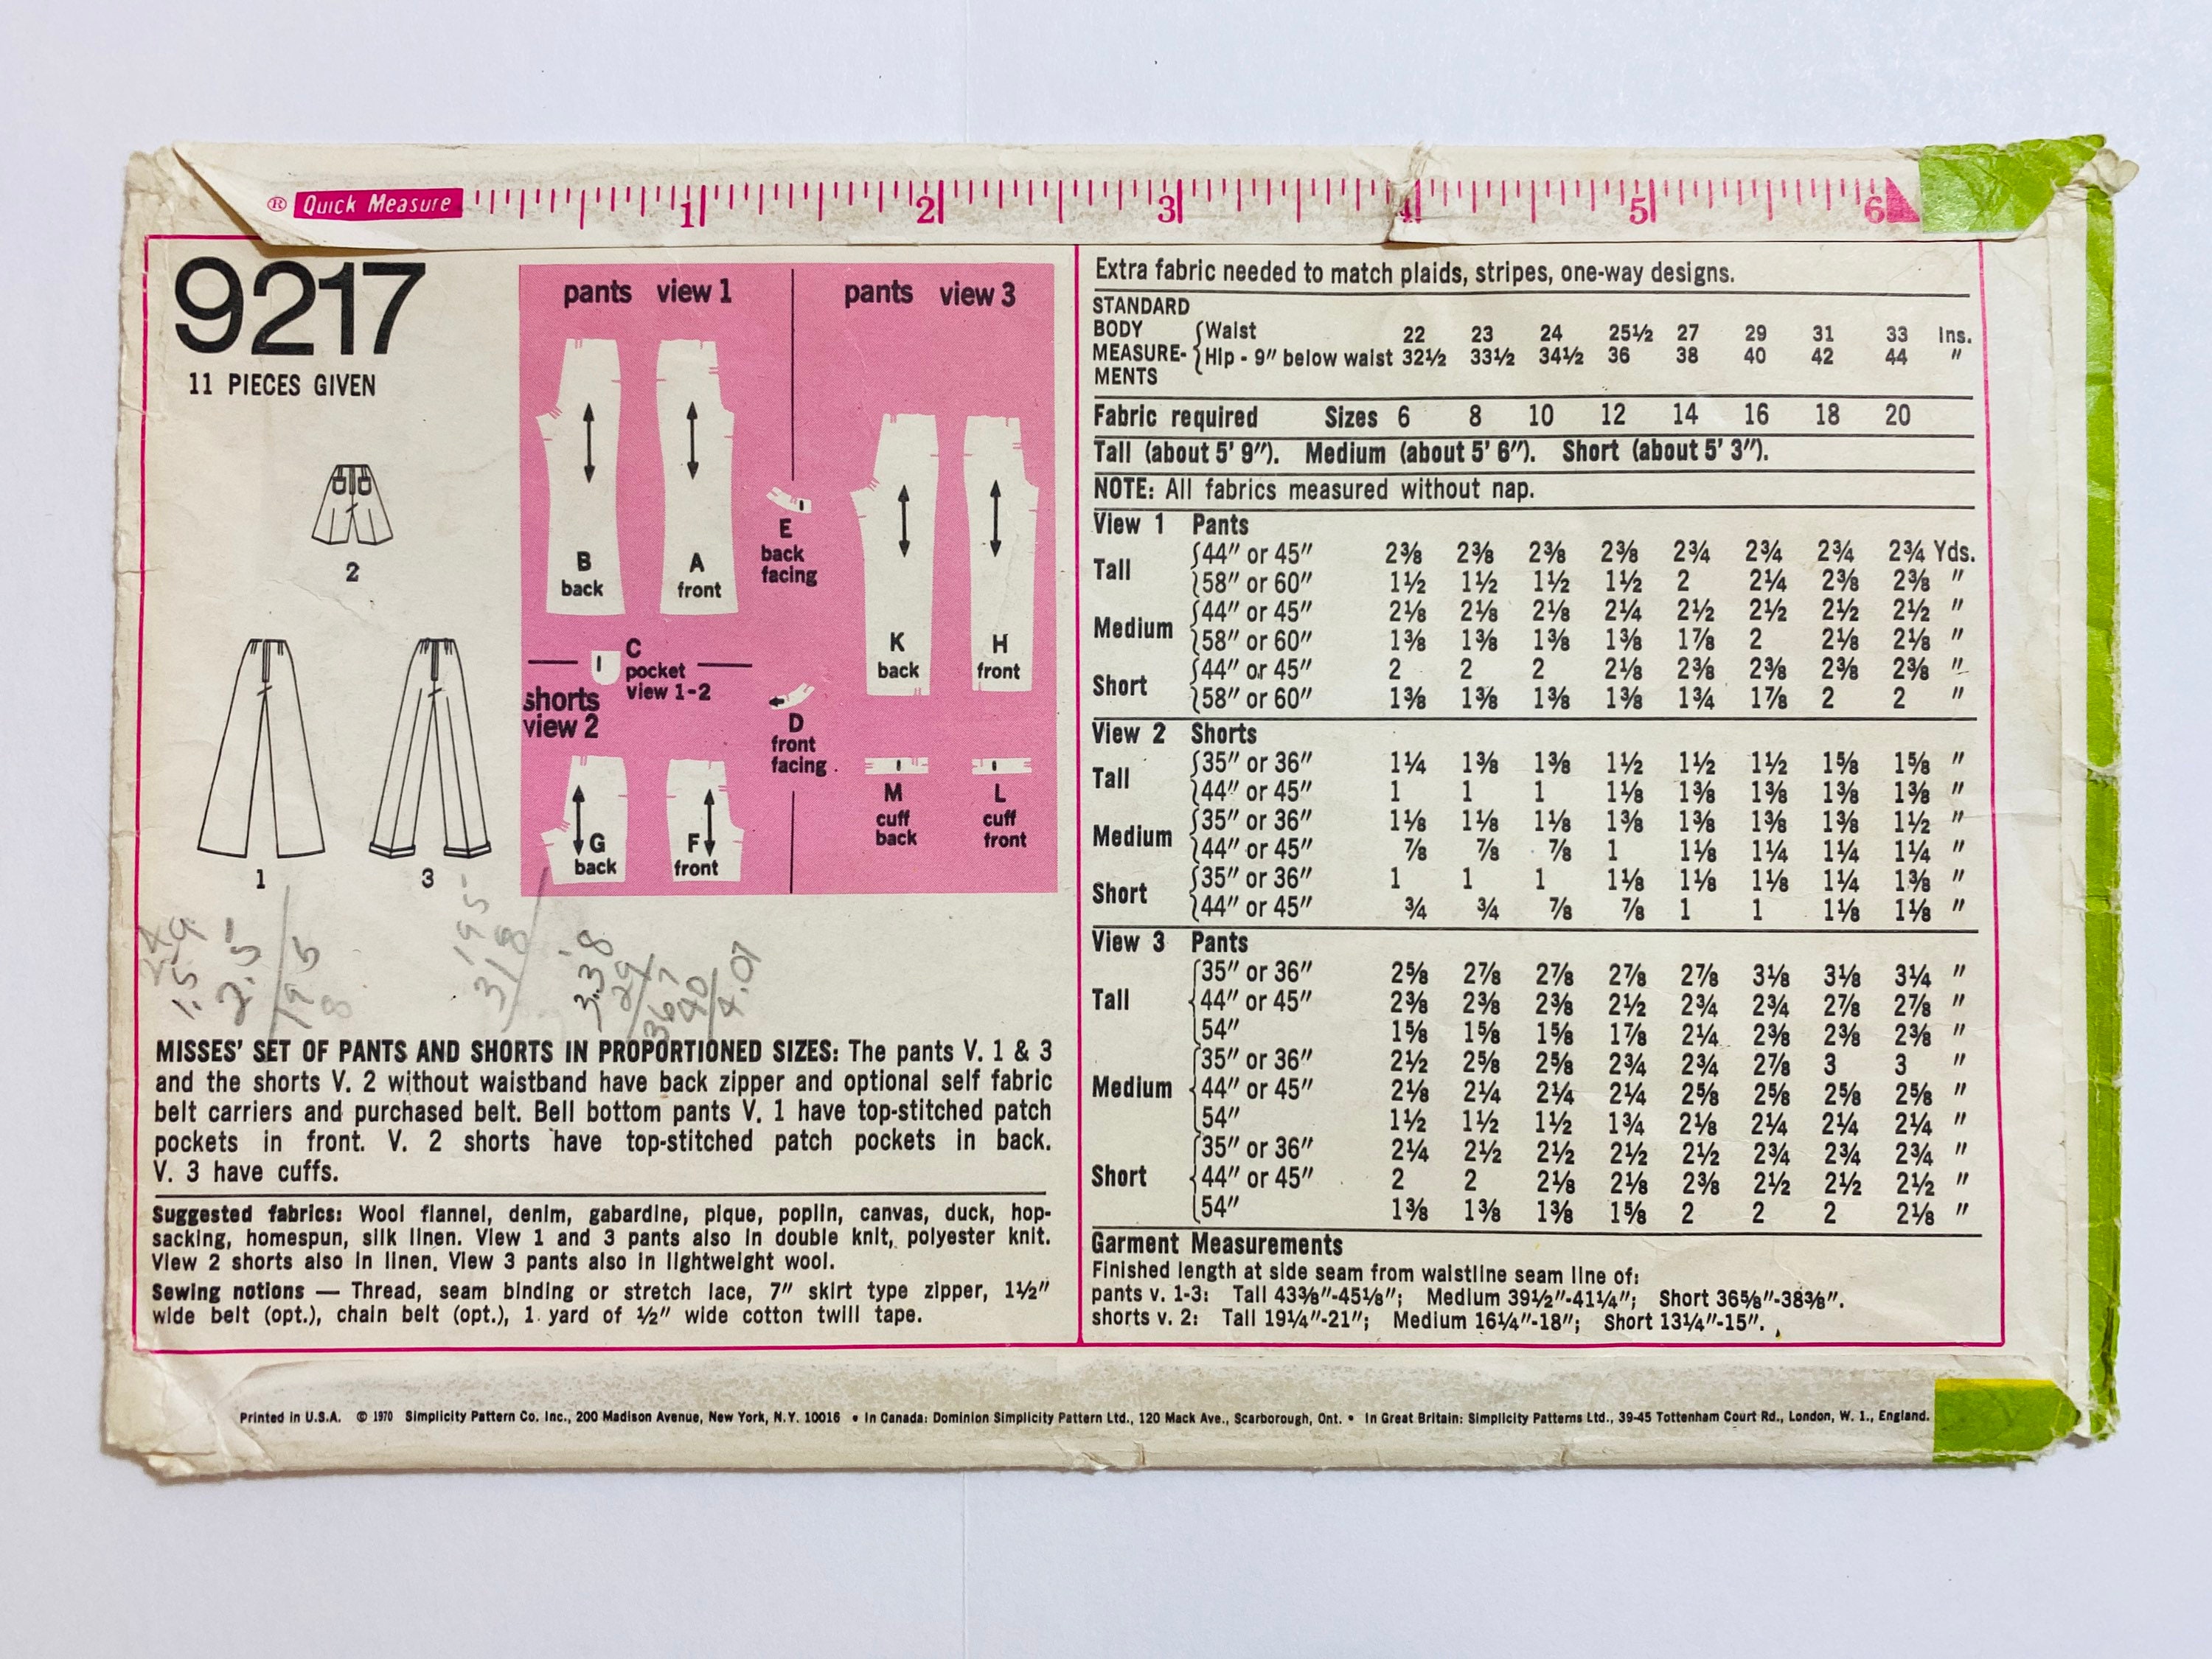 ® Quick Measure 1 2 3 4 5 6
9217
11 PIECES GIVEN
2
1
3
pants view 1
B
back
A
front
E
back
facing
C
pocket
view 1-2
shorts
view 2
D
front
facing
G
back
F
front
pants view 3
K
back
H
front
M
cuff
back
L
cuff
front
MISSES' SET OF PANTS AND SHORTS IN PROPORTIONED SIZES: The pants V. 1 & 3
and the shorts V. 2 without waistband have back zipper and optional self fabric
belt carriers and purchased belt. Bell bottom pants V. 1 have top-stitched patch
pockets in front. V. 2 shorts have top-stitched patch pockets in back.
V. 3 have cuffs.
Suggested fabrics: Wool flannel, denim, gabardine, pique, poplin, canvas, duck, hop-
sacking, homespun, silk linen. View 1 and 3 pants also in double knit, polyester knit.
View 2 shorts also in linen. View 3 pants also in lightweight wool.
Sewing notions — Thread, seam binding or stretch lace, 7" skirt type zipper, 1½"
wide belt (opt.), chain belt (opt.), 1 yard of ½" wide cotton twill tape.
Extra fabric needed to match plaids, stripes, one-way designs.
STANDARD
BODY Waist 22 23 24 25½ 27 29 31 33 Ins.
MEASURE- Hip - 9" below waist 32½ 33½ 34½ 36 38 40 42 44 "
MENTS
Fabric required Sizes 6 8 10 12 14 16 18 20
Tall (about 5' 9"). Medium (about 5' 6"). Short (about 5' 3").
NOTE: All fabrics measured without nap.
View 1 Pants
Tall 44" or 45" 2⅜ 2⅜ 2⅜ 2⅜ 2¾ 2¾ 2¾ 2¾ Yds.
58" or 60" 1½ 1½ 1½ 1½ 2 2¼ 2⅜ 2⅜ "
Medium 44" or 45" 2⅛ 2⅛ 2⅛ 2¼ 2½ 2½ 2½ 2½ "
58" or 60" 1⅜ 1⅜ 1⅜ 1⅜ 1⅞ 2 2⅛ 2⅛ "
Short 44" or 45" 2 2 2 2⅛ 2⅜ 2⅜ 2⅜ 2⅜ "
58" or 60" 1⅜ 1⅜ 1⅜ 1⅜ 1¾ 1⅞ 2 2 "
View 2 Shorts
Tall 35" or 36" 1¼ 1⅜ 1⅜ 1½ 1½ 1½ 1⅝ 1⅝ "
44" or 45" 1 1 1 1⅛ 1⅜ 1⅜ 1⅜ 1⅜ "
Medium 35" or 36" 1⅛ 1⅛ 1⅛ 1⅜ 1⅜ 1⅜ 1⅜ 1½ "
44" or 45" ⅞ ⅞ ⅞ 1 1⅛ 1¼ 1¼ 1¼ "
Short 35" or 36" 1 1 1 1⅛ 1⅛ 1⅛ 1¼ 1⅜ "
44" or 45" ¾ ¾ ⅞ ⅞ 1 1 1⅛ 1⅛ "
View 3 Pants
Tall 35" or 36" 2⅝ 2⅞ 2⅞ 2⅞ 2⅞ 3⅛ 3⅛ 3¼ "
44" or 45" 2⅜ 2⅜ 2⅜ 2½ 2¾ 2¾ 2⅞ 2⅞ "
54" 1⅝ 1⅝ 1⅝ 1⅞ 2¼ 2⅜ 2⅜ 2⅜ "
Medium 35" or 36" 2½ 2⅝ 2⅝ 2¾ 2¾ 2⅞ 3 3 "
44" or 45" 2⅛ 2¼ 2¼ 2¼ 2⅝ 2⅝ 2⅝ 2⅝ "
54" 1½ 1½ 1½ 1¾ 2⅛ 2¼ 2¼ 2¼ "
Short 35" or 36" 2¼ 2½ 2½ 2½ 2½ 2¾ 2¾ 2¾ "
44" or 45" 2 2 2⅛ 2⅛ 2⅜ 2½ 2½ 2½ "
54" 1⅜ 1⅜ 1⅜ 1⅝ 2 2 2 2⅛ "
Garment Measurements
Finished length at side seam from waistline seam line of:
pants v. 1-3: Tall 43⅜"-45⅛"; Medium 39½"-41¼"; Short 36⅝"-38⅜".
shorts v. 2: Tall 19¼"-21"; Medium 16¼"-18"; Short 13¼"-15".
Printed in U.S.A. © 1970 Simplicity Pattern Co. Inc., 200 Madison Avenue, New York, N.Y. 10016 • In Canada: Dominion Simplicity Pattern Ltd., 120 Mack Ave., Scarborough, Ont. • In Great Britain: Simplicity Patterns Ltd., 39-45 Tottenham Court Rd., London, W. 1., England.